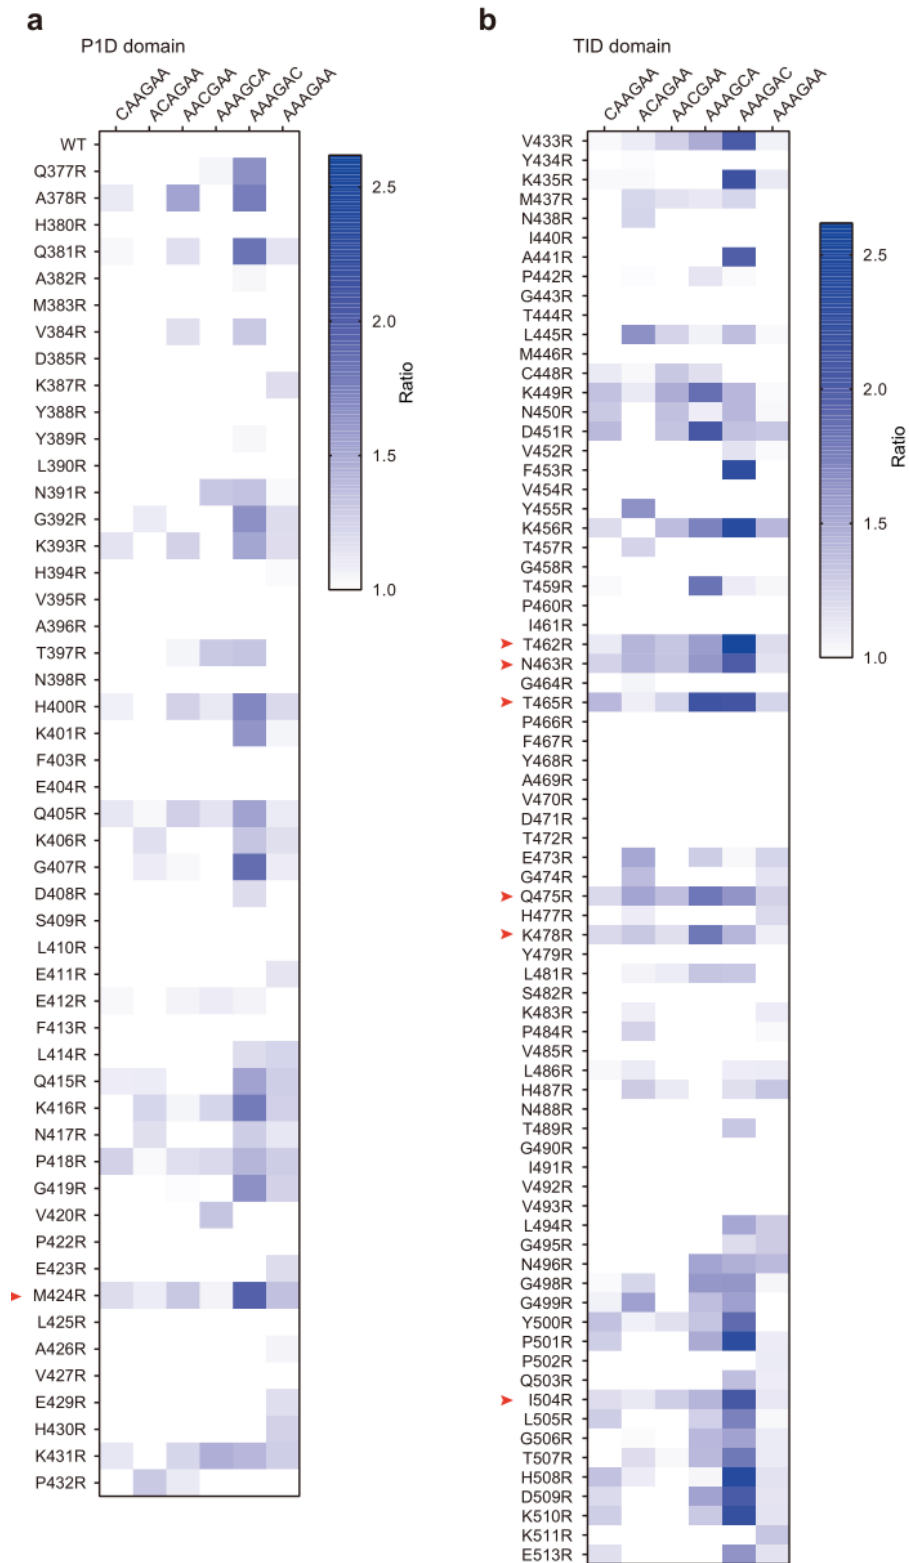 a
P1D domain
CAAGAA
ACAGAA
AACGAA
AAAGCA
AAAGAC
AAAGAA
WT
Q377R
A378R
H380R
Q381R
A382R
M383R
V384R
D385R
K387R
Y388R
Y389R
L390R
N391R
G392R
K393R
H394R
V395R
A396R
T397R
N398R
H400R
K401R
F403R
E404R
Q405R
K406R
G407R
D408R
S409R
L410R
E411R
E412R
F413R
L414R
Q415R
K416R
N417R
P418R
G419R
V420R
P422R
E423R
M424R
L425R
A426R
V427R
E429R
H430R
K431R
P432R
2.5
2.0
1.5
1.0
Ratio
b
TID domain
CAAGAA
ACAGAA
AACGAA
AAAGCA
AAAGAC
AAAGAA
V433R
Y434R
K435R
M437R
N438R
I440R
A441R
P442R
G443R
T444R
L445R
M446R
C448R
K449R
N450R
D451R
V452R
F453R
V454R
Y455R
K456R
T457R
G458R
T459R
P460R
I461R
T462R
N463R
G464R
T465R
P466R
F467R
Y468R
A469R
V470R
D471R
T472R
E473R
G474R
Q475R
H477R
K478R
Y479R
L481R
S482R
K483R
P484R
V485R
L486R
H487R
N488R
T489R
G490R
I491R
V492R
V493R
L494R
G495R
N496R
G498R
G499R
Y500R
P501R
P502R
Q503R
I504R
L505R
G506R
T507R
H508R
D509R
K510R
K511R
E513R
2.5
2.0
1.5
1.0
Ratio